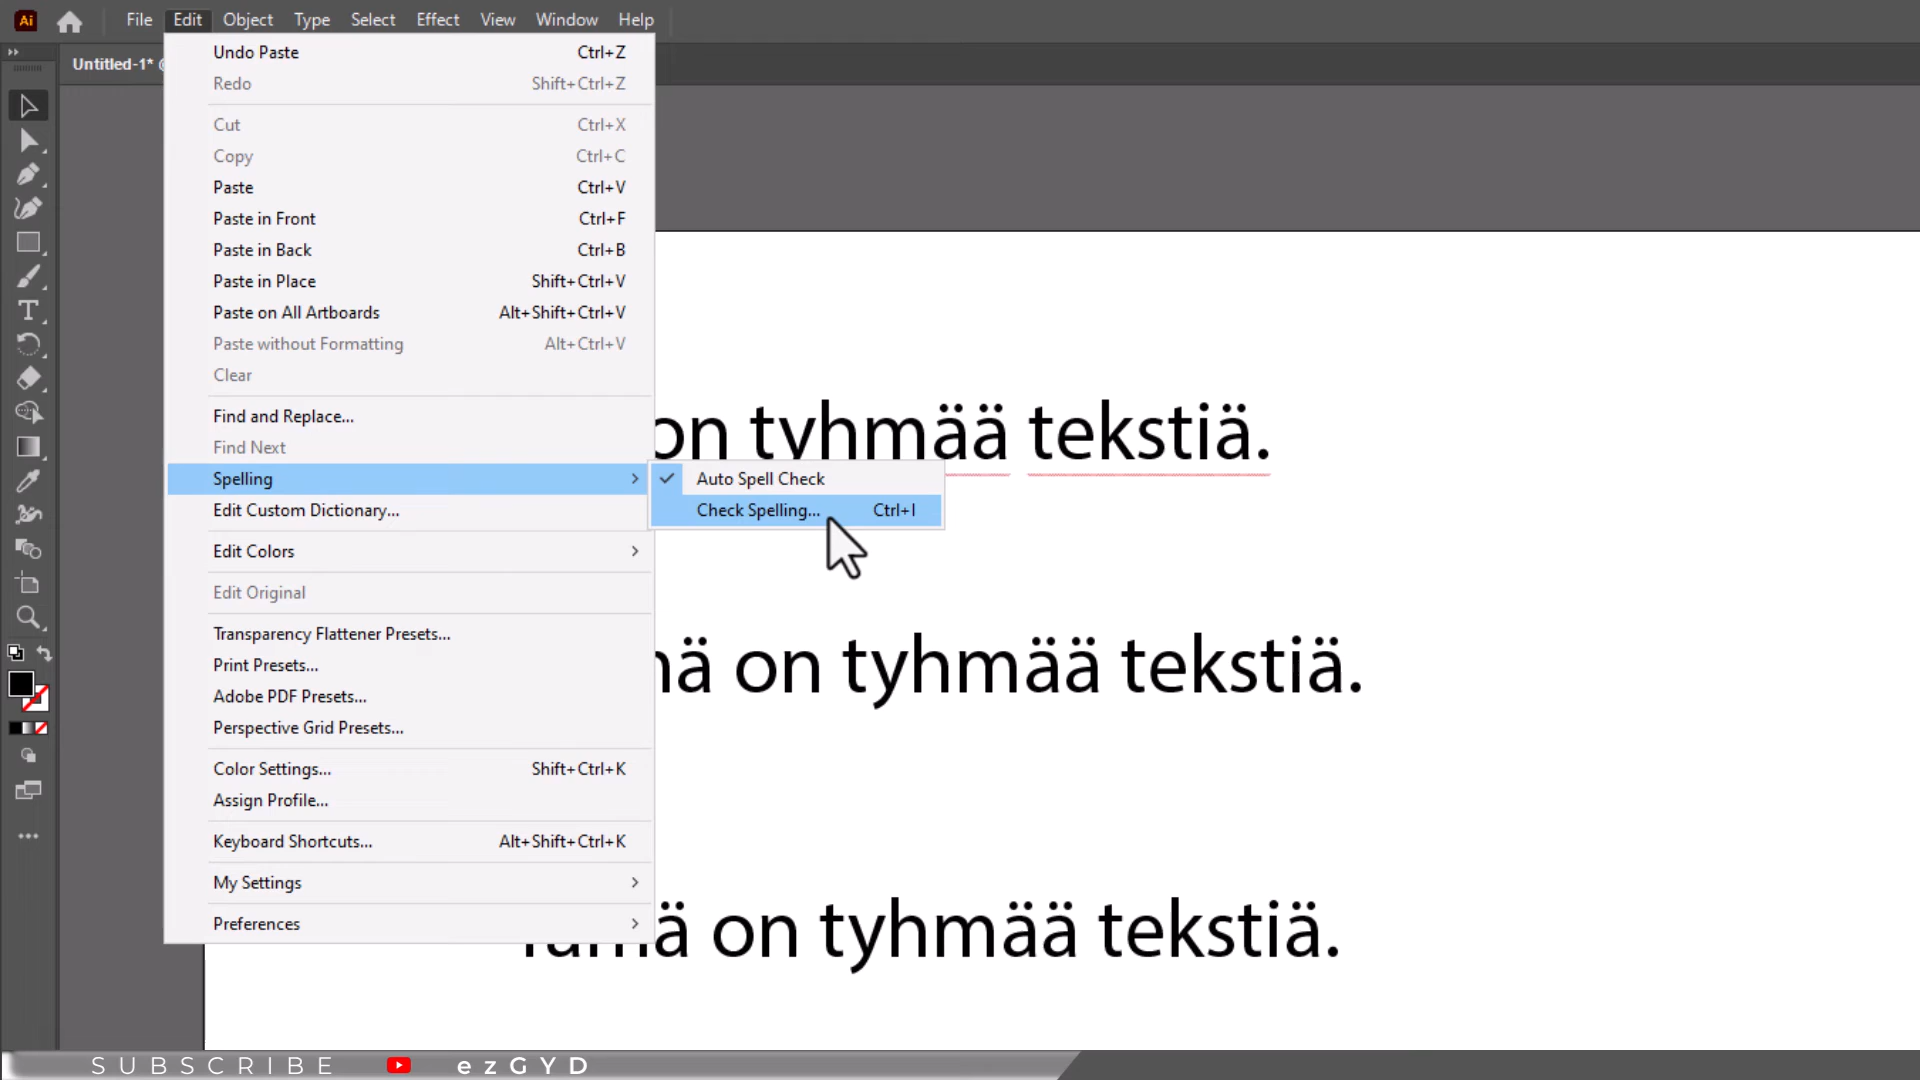 Ai File Edit Object Type Select Effect View Window Help
Untitled-1*
Undo Paste Ctrl+Z
Redo Shift+Ctrl+Z
Cut Ctrl+X
Copy Ctrl+C
Paste Ctrl+V
Paste in Front Ctrl+F
Paste in Back Ctrl+B
Paste in Place Shift+Ctrl+V
Paste on All Artboards Alt+Shift+Ctrl+V
Paste without Formatting Alt+Ctrl+V
Clear
Find and Replace...
Find Next
Spelling
Edit Custom Dictionary...
Edit Colors
Edit Original
Transparency Flattener Presets...
Print Presets...
Adobe PDF Presets...
Perspective Grid Presets...
Color Settings... Shift+Ctrl+K
Assign Profile...
Keyboard Shortcuts... Alt+Shift+Ctrl+K
My Settings
Preferences
Auto Spell Check
Check Spelling... Ctrl+I
on tyhmää tekstiä.
on tyhmää tekstiä.
on tyhmää tekstiä.
SUBSCRIBE ezGYD